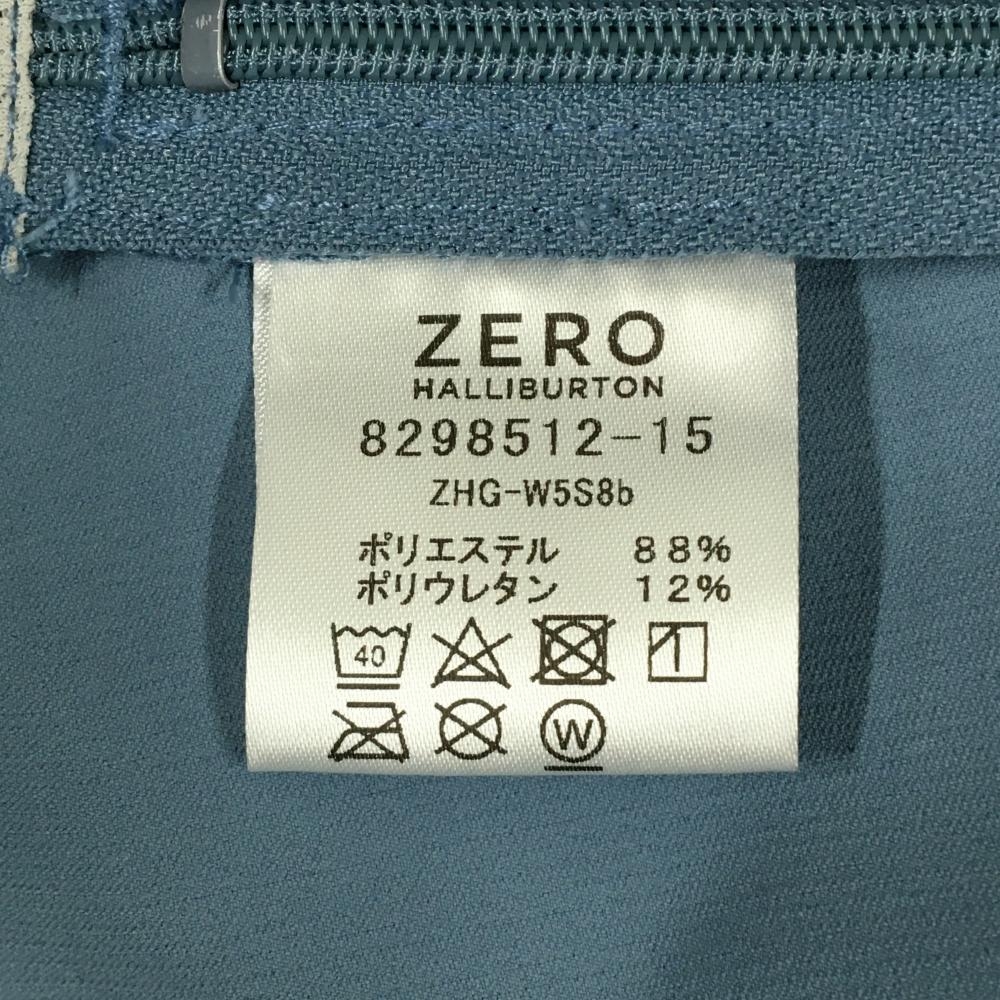 ZERO
HALLIBURTON
8298512-15
ZHG-W5S8b
ポリエステル 88%
ポリウレタン 12%
40
W